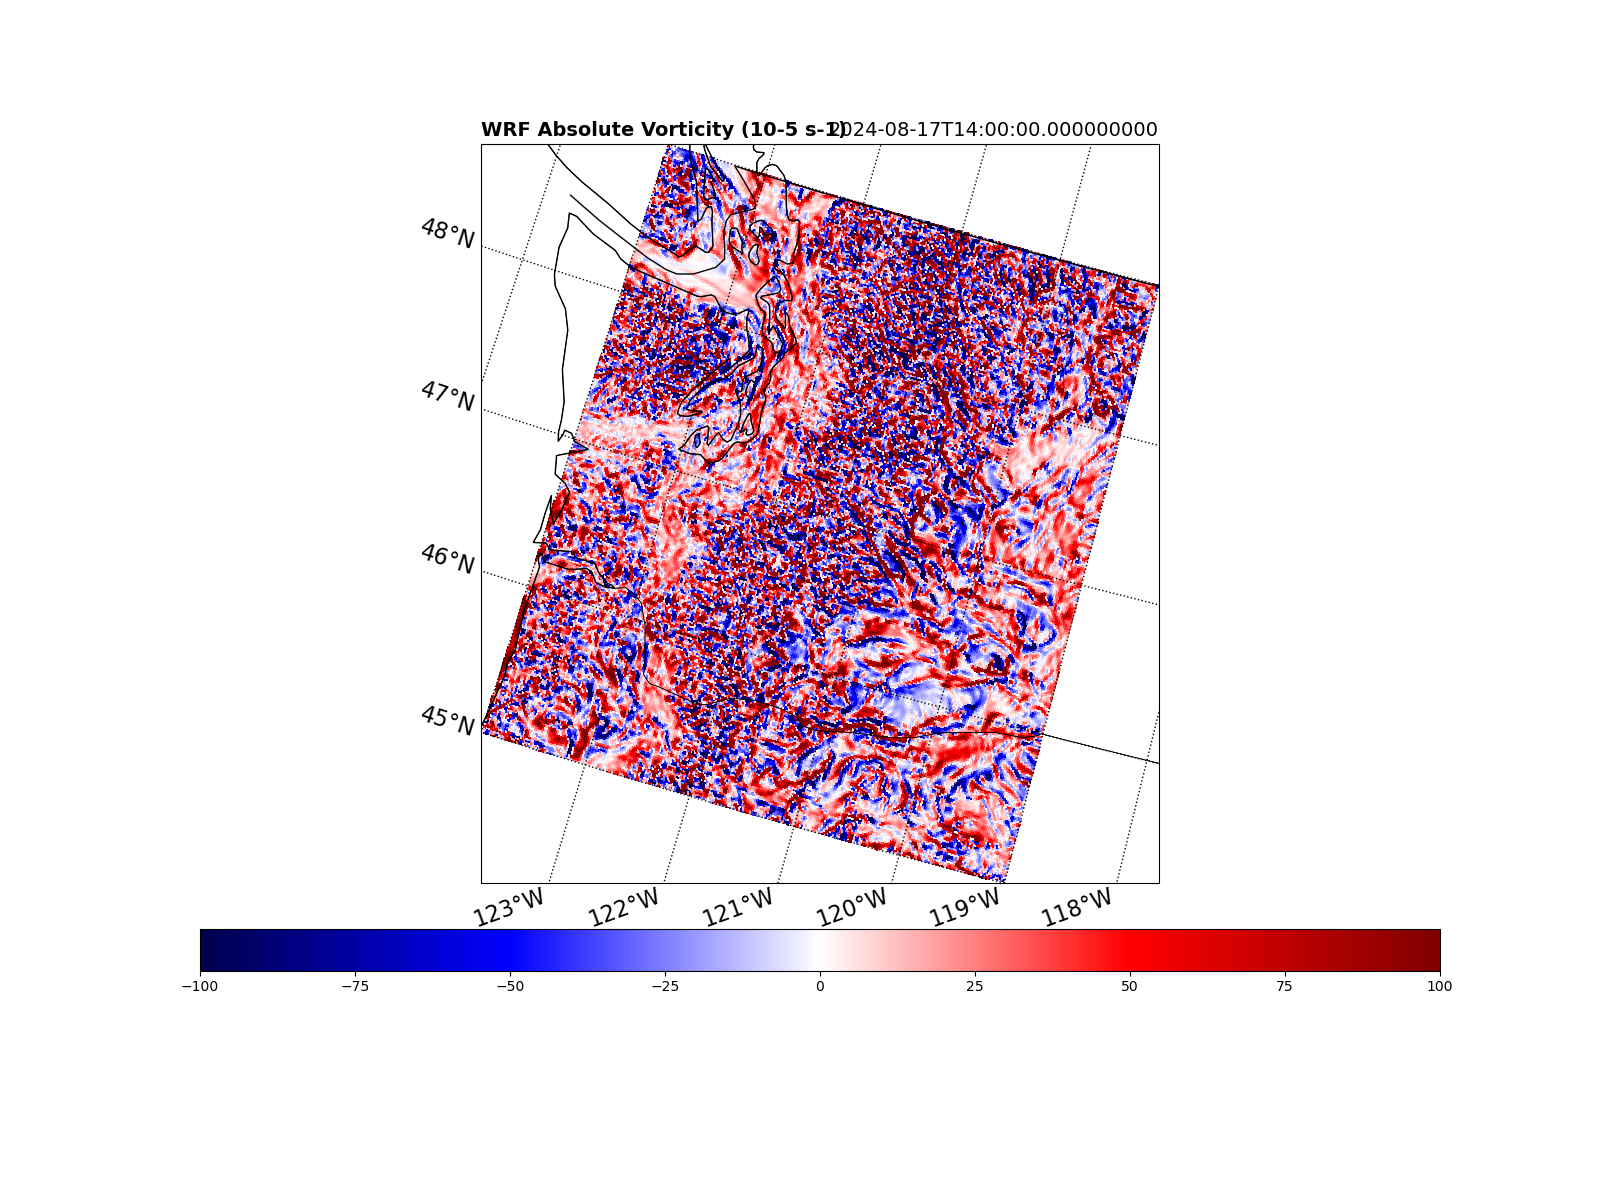 WRF Absolute Vorticity (10-5 s-1)
2024-08-17T14:00:00.000000000
48°N
47°N
46°N
45°N
123°W 122°W 121°W 120°W 119°W 118°W
−100 −75 −50 −25 0 25 50 75 100